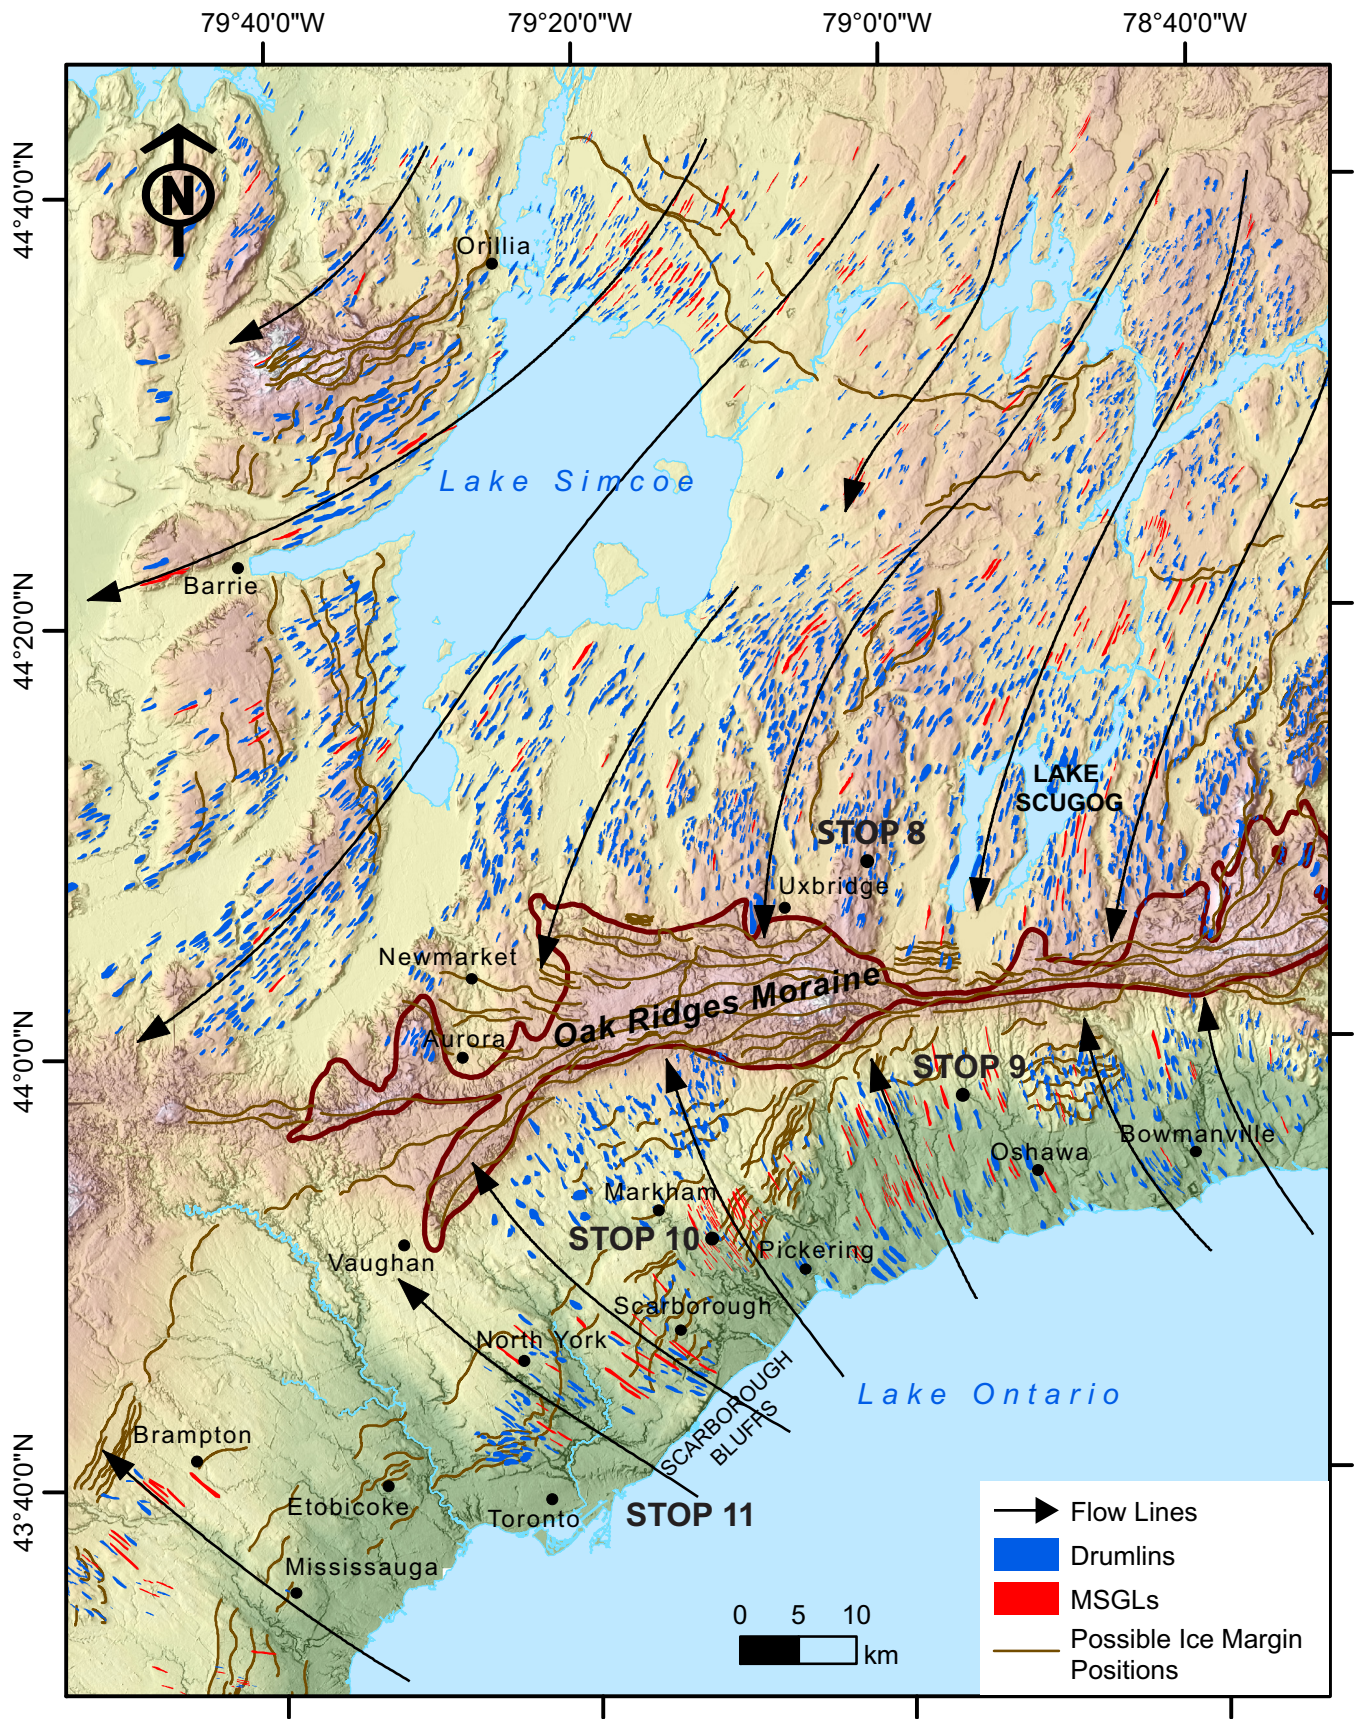 79°40'0"W
79°20'0"W
79°0'0"W
78°40'0"W
44°40'0"N
N
Orillia
Lake Simcoe
Barrie
44°20'0"N
LAKE
SCUGOG
STOP 8
Uxbridge
Newmarket
Oak Ridges Moraine
44°0'0"N
Aurora
STOP 9
Bowmanville
Oshawa
Markham
STOP 10
Pickering
Vaughan
Scarborough
North York
SCARBOROUGH
BLUFFS
Lake Ontario
Brampton
43°40'0"N
Etobicoke
Toronto
STOP 11
Mississauga
0 5 10
km
Flow Lines
Drumlins
MSGLs
Possible Ice Margin
Positions